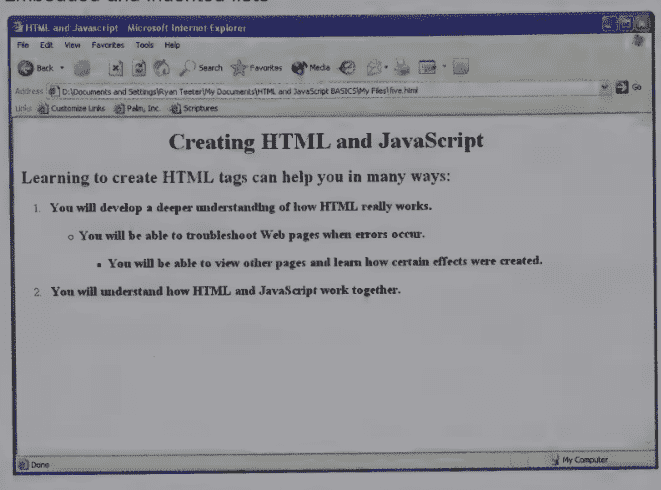 Embedded and indented lists
HTML and Javascript - Microsoft Internet Explorer
File Edit View Favorites Tools Help
Back Search Favorites Media
Address D:\Documents and Settings\Ryan Teeter\My Documents\HTML and JavaScript BASICS\My Files\five.html Go
Links Customize Links Palm, Inc. Scriptures
Creating HTML and JavaScript
Learning to create HTML tags can help you in many ways:
1. You will develop a deeper understanding of how HTML really works.
○ You will be able to troubleshoot Web pages when errors occur.
▪ You will be able to view other pages and learn how certain effects were created.
2. You will understand how HTML and JavaScript work together.
Done My Computer